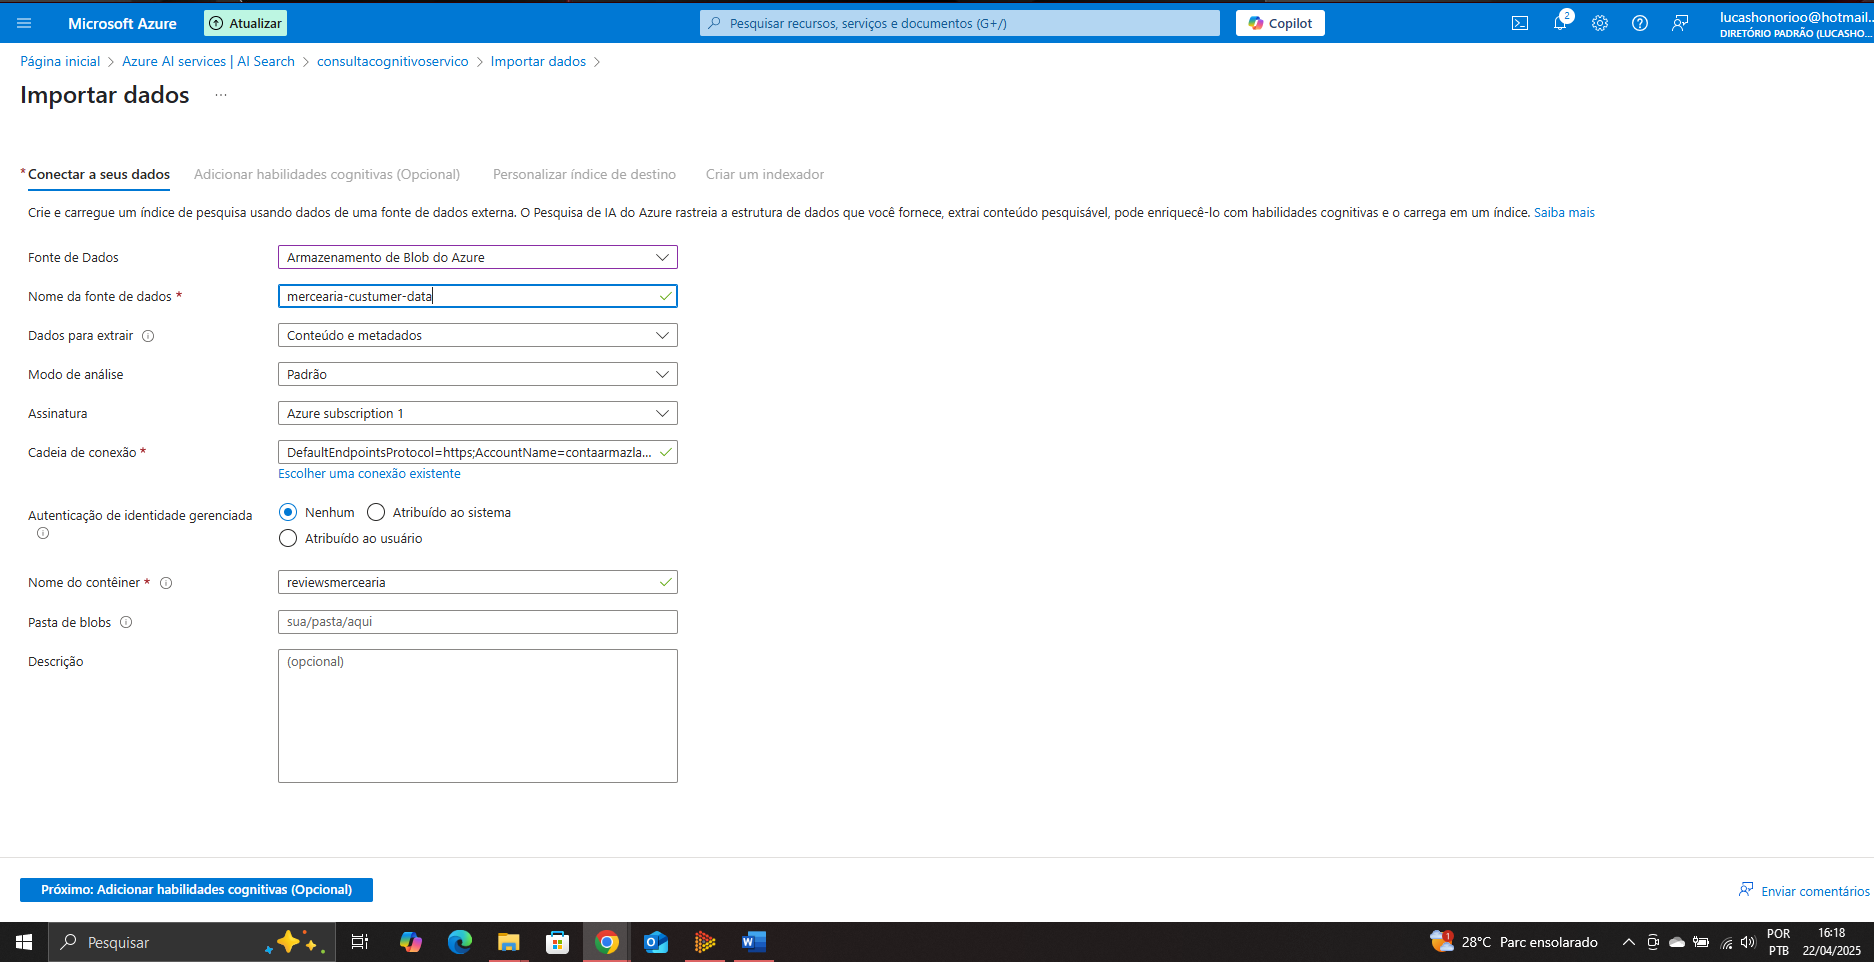 Microsoft Azure
Atualizar
Pesquisar recursos, serviços e documentos (G+/)
Copilot
2
lucashonorioo@hotmail...
DIRETÓRIO PADRÃO (LUCASHO...
Página inicial > Azure AI services | AI Search > consultacognitivoservico > Importar dados >
Importar dados ...
* Conectar a seus dados
Adicionar habilidades cognitivas (Opcional)
Personalizar índice de destino
Criar um indexador
Crie e carregue um índice de pesquisa usando dados de uma fonte de dados externa. O Pesquisa de IA do Azure rastreia a estrutura de dados que você fornece, extrai conteúdo pesquisável, pode enriquecê-lo com habilidades cognitivas e o carrega em um índice. Saiba mais
Fonte de Dados
Armazenamento de Blob do Azure
Nome da fonte de dados *
mercearia-custumer-data
Dados para extrair
Conteúdo e metadados
Modo de análise
Padrão
Assinatura
Azure subscription 1
Cadeia de conexão *
DefaultEndpointsProtocol=https;AccountName=contaarmazla...
Escolher uma conexão existente
Autenticação de identidade gerenciada
Nenhum
Atribuído ao sistema
Atribuído ao usuário
Nome do contêiner *
reviewsmercearia
Pasta de blobs
sua/pasta/aqui
Descrição
(opcional)
Próximo: Adicionar habilidades cognitivas (Opcional)
Enviar comentários
Pesquisar
1
28°C Parc ensolarado
POR
PTB
16:18
22/04/2025